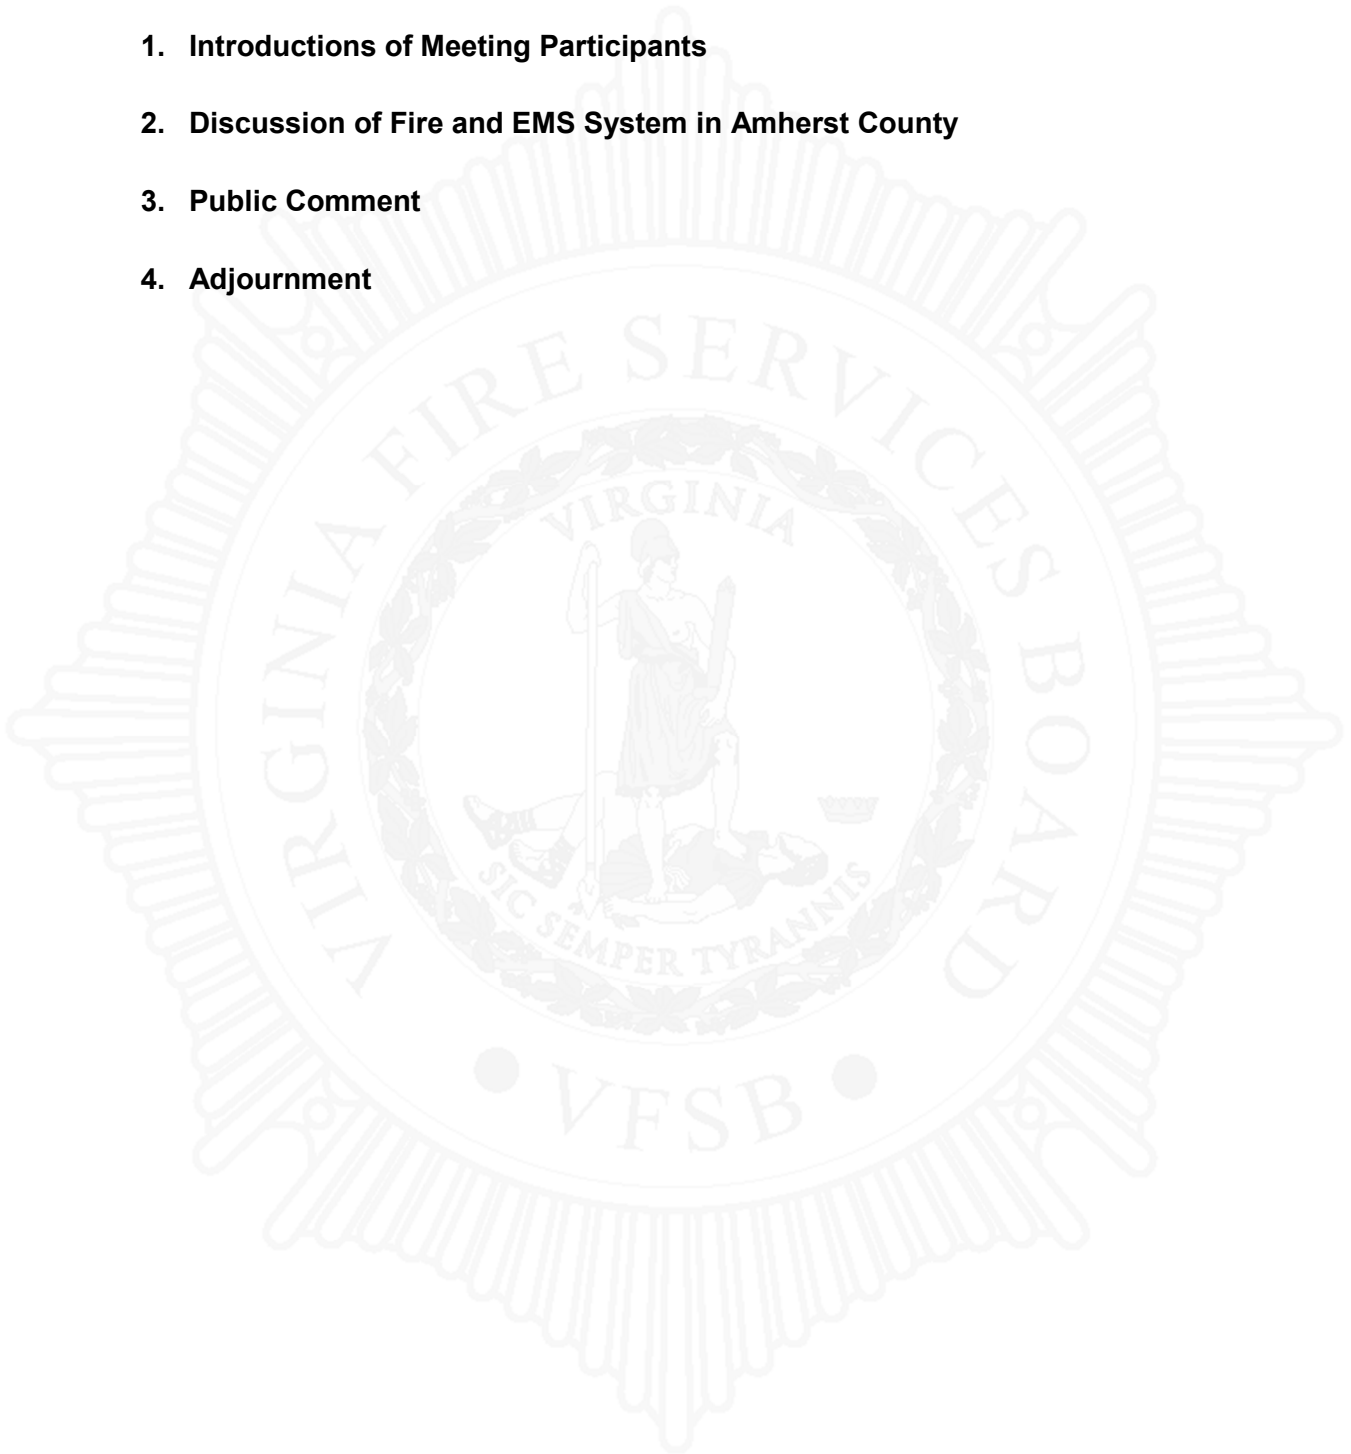 1. Introductions of Meeting Participants
2. Discussion of Fire and EMS System in Amherst County
3. Public Comment
4. Adjournment
VIRGINIA FIRE SERVICES BOARD
VIRGINIA
SIC SEMPER TYRANNIS
VFSB